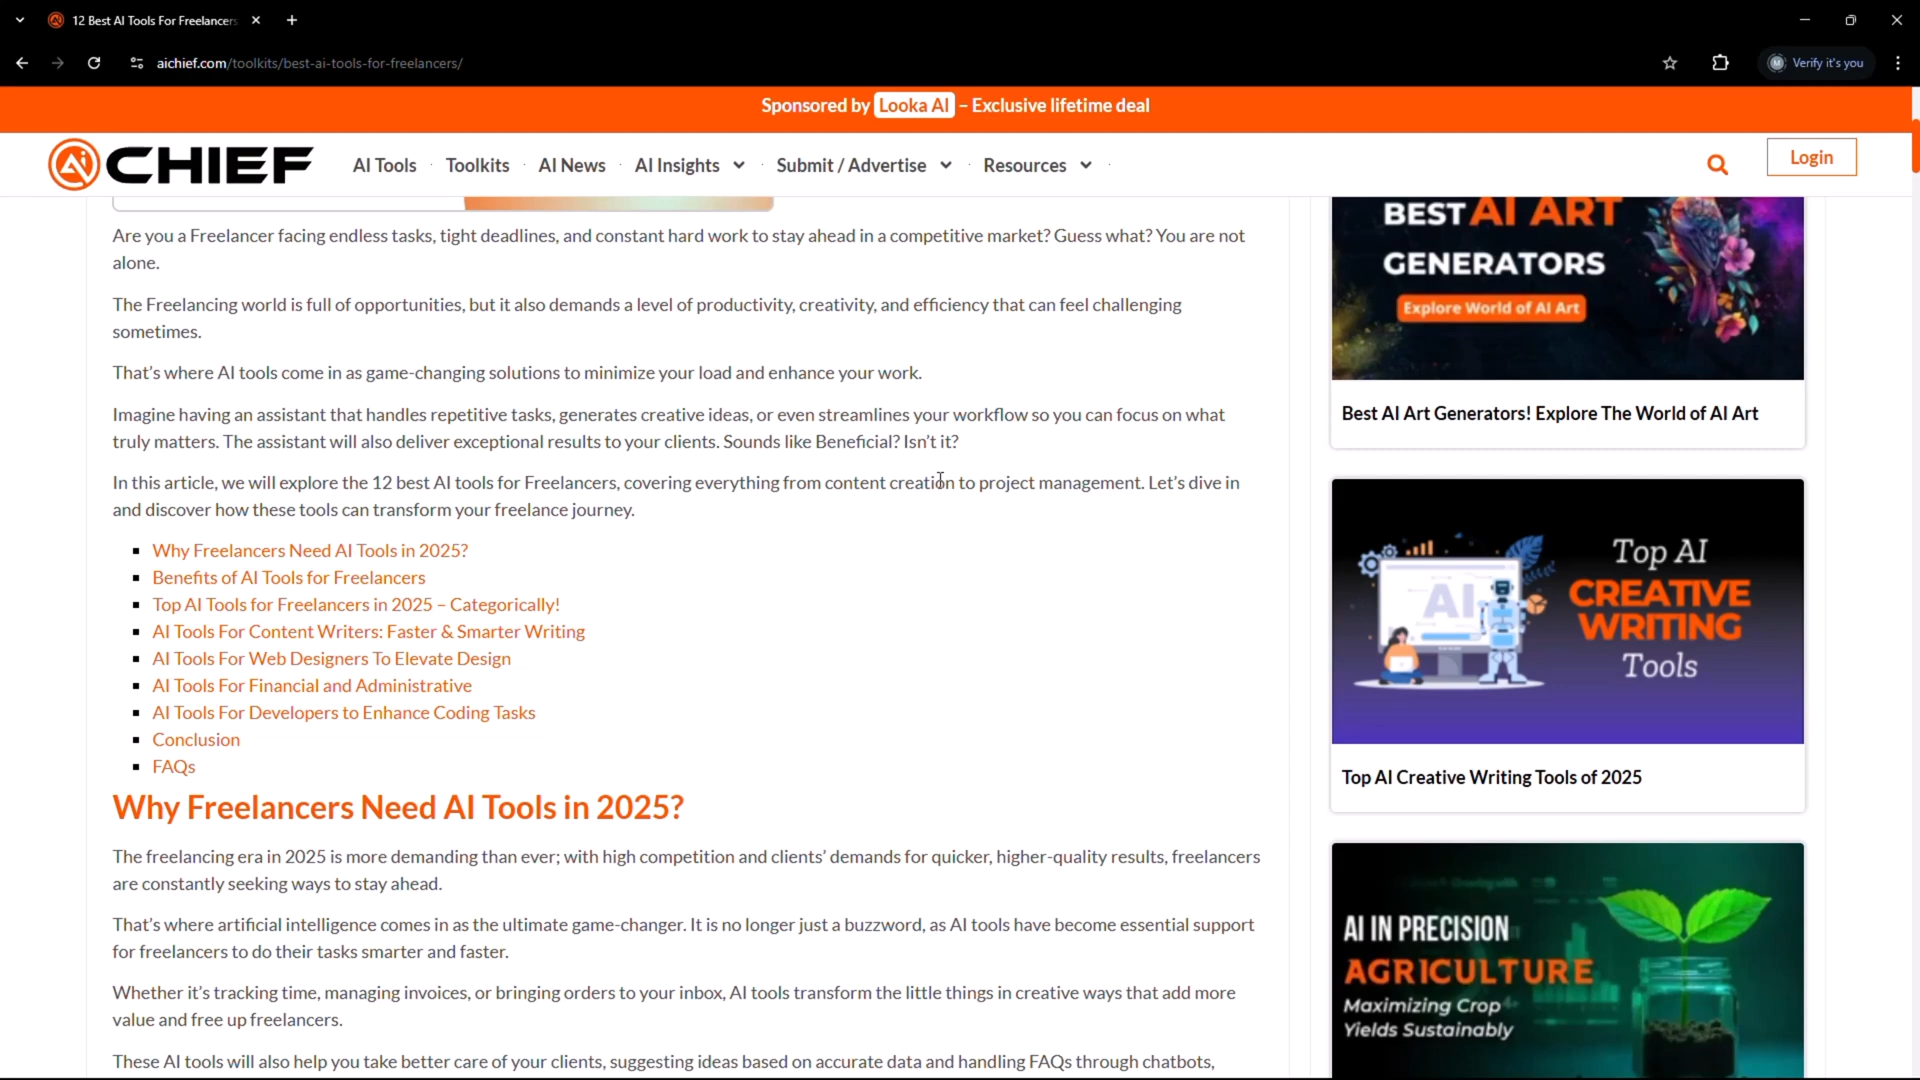 12 Best AI Tools For Freelancers
aichief.com/toolkits/best-ai-tools-for-freelancers/
Verify it's you
Sponsored by Looka AI – Exclusive lifetime deal
Ai CHIEF
AI Tools
Toolkits
AI News
AI Insights
Submit / Advertise
Resources
Login
Are you a Freelancer facing endless tasks, tight deadlines, and constant hard work to stay ahead in a competitive market? Guess what? You are not
alone.
The Freelancing world is full of opportunities, but it also demands a level of productivity, creativity, and efficiency that can feel challenging
sometimes.
That's where AI tools come in as game-changing solutions to minimize your load and enhance your work.
Imagine having an assistant that handles repetitive tasks, generates creative ideas, or even streamlines your workflow so you can focus on what
truly matters. The assistant will also deliver exceptional results to your clients. Sounds like Beneficial? Isn't it?
In this article, we will explore the 12 best AI tools for Freelancers, covering everything from content creation to project management. Let's dive in
and discover how these tools can transform your freelance journey.
Why Freelancers Need AI Tools in 2025?
Benefits of AI Tools for Freelancers
Top AI Tools for Freelancers in 2025 – Categorically!
AI Tools For Content Writers: Faster & Smarter Writing
AI Tools For Web Designers To Elevate Design
AI Tools For Financial and Administrative
AI Tools For Developers to Enhance Coding Tasks
Conclusion
FAQs
Why Freelancers Need AI Tools in 2025?
The freelancing era in 2025 is more demanding than ever; with high competition and clients' demands for quicker, higher-quality results, freelancers
are constantly seeking ways to stay ahead.
That's where artificial intelligence comes in as the ultimate game-changer. It is no longer just a buzzword, as AI tools have become essential support
for freelancers to do their tasks smarter and faster.
Whether it's tracking time, managing invoices, or bringing orders to your inbox, AI tools transform the little things in creative ways that add more
value and free up freelancers.
These AI tools will also help you take better care of your clients, suggesting ideas based on accurate data and handling FAQs through chatbots,
BEST AI ART
GENERATORS
Explore World of AI Art
Best AI Art Generators! Explore The World of AI Art
AI
Top AI
CREATIVE
WRITING
Tools
Top AI Creative Writing Tools of 2025
AI IN PRECISION
AGRICULTURE
Maximizing Crop
Yields Sustainably